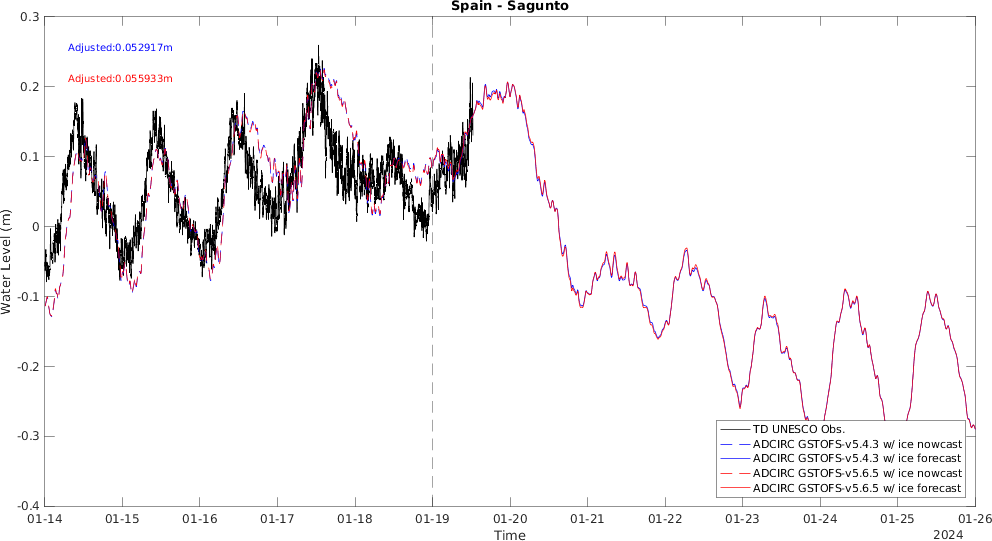 Spain - Sagunto
Adjusted:0.052917m
Adjusted:0.055933m
0.3
0.2
0.1
0
-0.1
-0.2
-0.3
-0.4
Water Level (m)
TD UNESCO Obs.
ADCIRC GSTOFS-v5.4.3 w/ ice nowcast
ADCIRC GSTOFS-v5.4.3 w/ ice forecast
ADCIRC GSTOFS-v5.6.5 w/ ice nowcast
ADCIRC GSTOFS-v5.6.5 w/ ice forecast
01-14 01-15 01-16 01-17 01-18 01-19 01-20 01-21 01-22 01-23 01-24 01-25 01-26
Time
2024